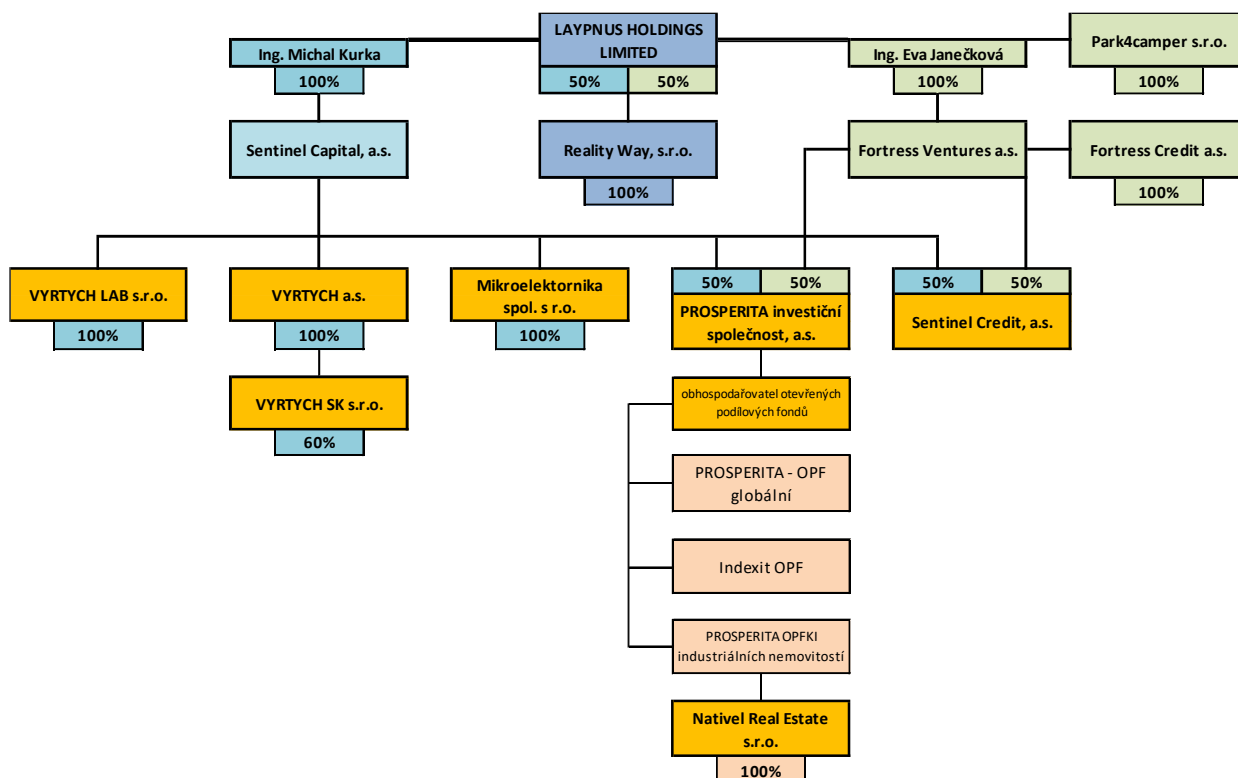 LAYPNUS HOLDINGS
LIMITED
Ing. Michal Kurka
Ing. Eva Janečková
Park4camper s.r.o.
100%
50%
50%
100%
100%
Sentinel Capital, a.s.
Reality Way, s.r.o.
Fortress Ventures a.s.
Fortress Credit a.s.
100%
100%
VYRTYCH LAB s.r.o.
VYRTYCH a.s.
Mikroelektornika
spol. s r.o.
50%
50%
PROSPERITA investiční
společnost, a.s.
50%
50%
Sentinel Credit, a.s.
100%
100%
100%
VYRTYCH SK s.r.o.
60%
obhospodařovatel otevřených
podílových fondů
PROSPERITA - OPF
globální
Indexit OPF
PROSPERITA OPFKI
industriálních nemovitostí
Nativel Real Estate
s.r.o.
100%